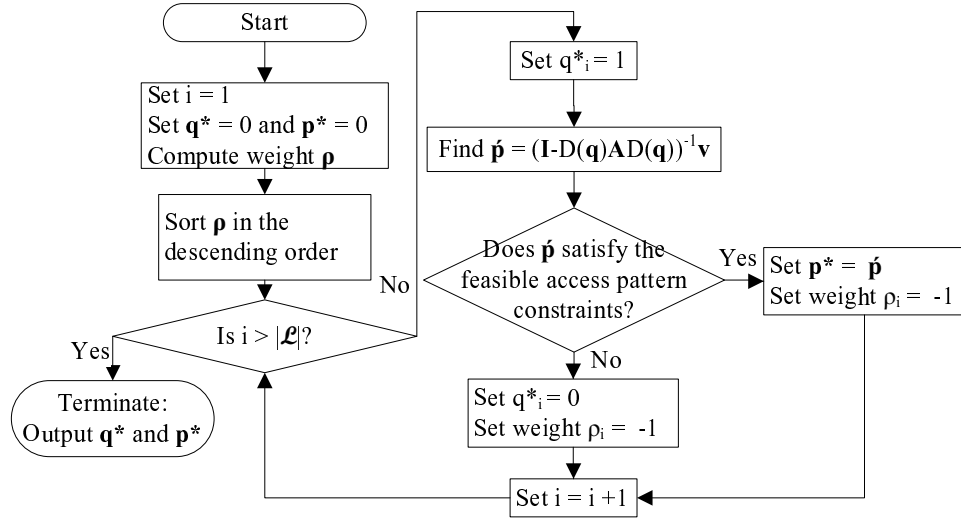 Start
Set i = 1
Set q* = 0 and p* = 0
Compute weight ρ
Sort ρ in the
descending order
Is i > |ℒ|?
Yes
No
Terminate:
Output q* and p*
Set q*ᵢ = 1
Find ṕ = (I-D(q)AD(q))⁻¹v
Does ṕ satisfy the
feasible access pattern
constraints?
Yes
Set p* = ṕ
Set weight ρᵢ = -1
No
Set q*ᵢ = 0
Set weight ρᵢ = -1
Set i = i +1